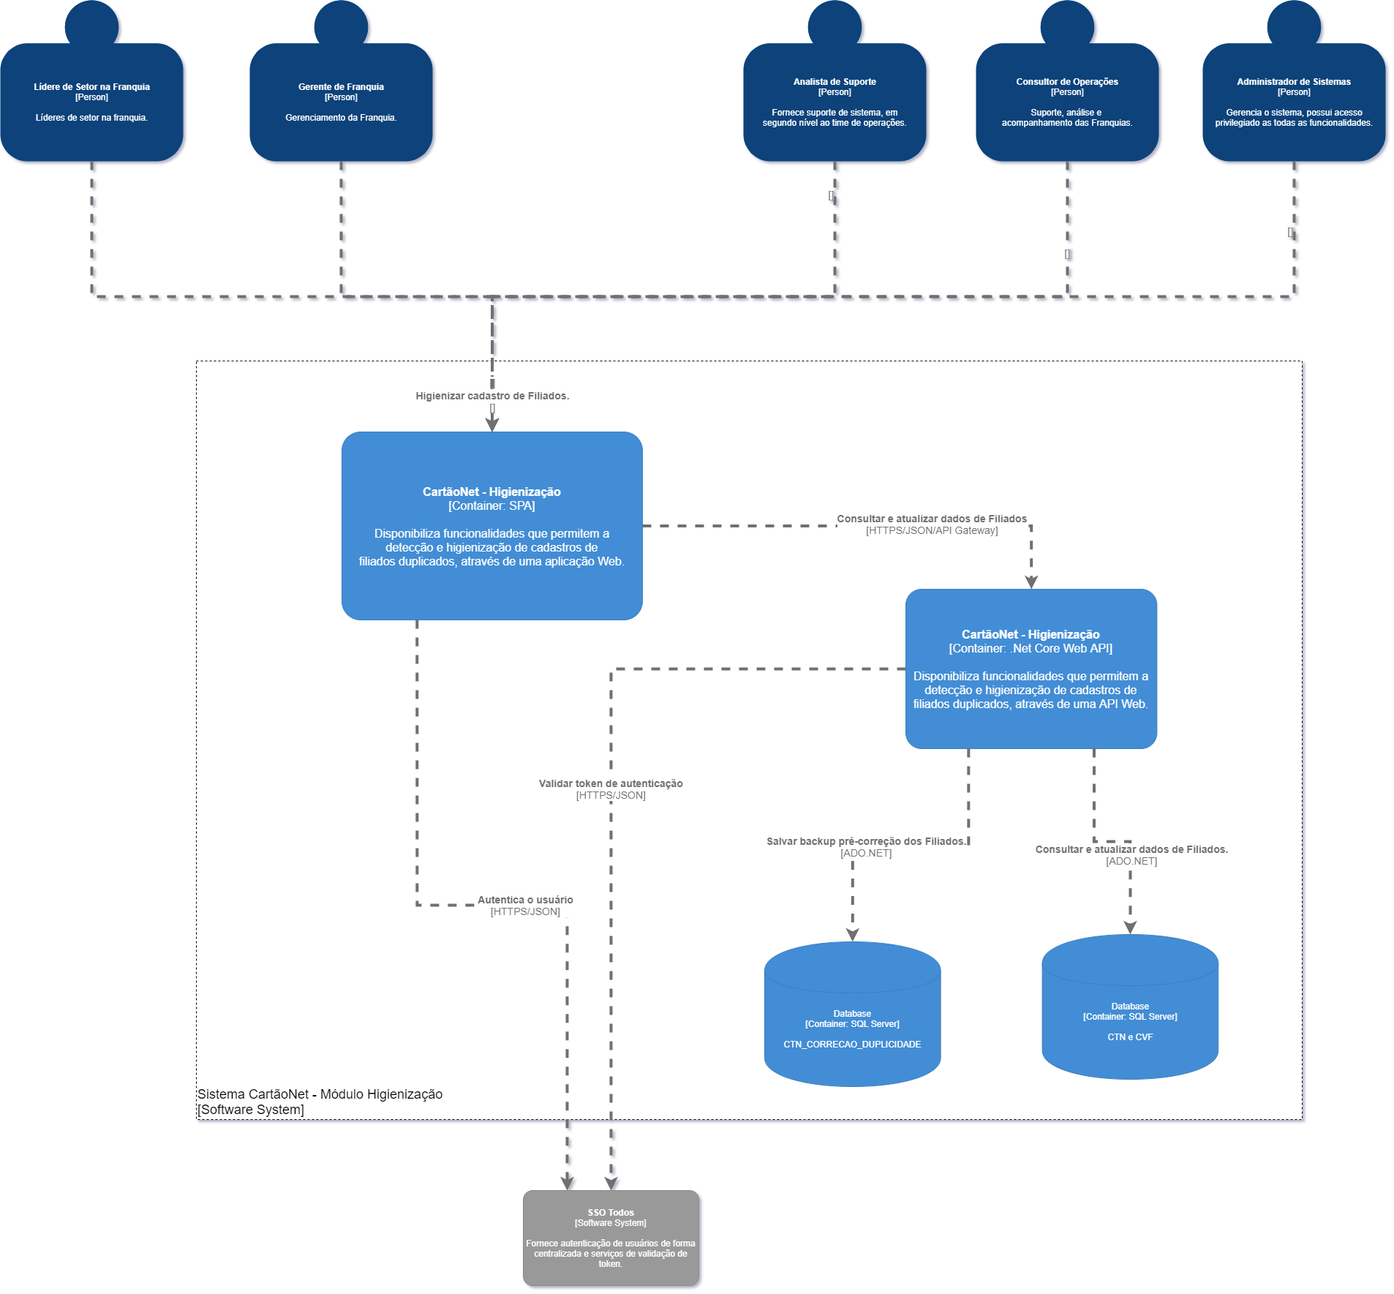 Lídere de Setor na Franquia
[Person]
Líderes de setor na franquia.
Gerente de Franquia
[Person]
Gerenciamento da Franquia.
Analista de Suporte
[Person]
Fornece suporte de sistema, em
segundo nível ao time de operações.
Consultor de Operações
[Person]
Suporte, análise e
acompanhamento das Franquias.
Administrador de Sistemas
[Person]
Gerencia o sistema, possui acesso
privilegiado as todas as funcionalidades.
[]
[]
[]
Higienizar cadastro de Filiados.
[]
CartãoNet - Higienização
[Container: SPA]
Disponibiliza funcionalidades que permitem a
detecção e higienização de cadastros de
filiados duplicados, através de uma aplicação Web.
Consultar e atualizar dados de Filiados
[HTTPS/JSON/API Gateway]
CartãoNet - Higienização
[Container: .Net Core Web API]
Disponibiliza funcionalidades que permitem a
detecção e higienização de cadastros de
filiados duplicados, através de uma API Web.
Validar token de autenticação
[HTTPS/JSON]
Salvar backup pré-correção dos Filiados.
[ADO.NET]
Consultar e atualizar dados de Filiados.
[ADO.NET]
Autentica o usuário
[HTTPS/JSON]
Database
[Container: SQL Server]
CTN_CORRECAO_DUPLICIDADE
Database
[Container: SQL Server]
CTN e CVF
Sistema CartãoNet - Módulo Higienização
[Software System]
SSO Todos
[Software System]
Fornece autenticação de usuários de forma
centralizada e serviços de validação de
token.